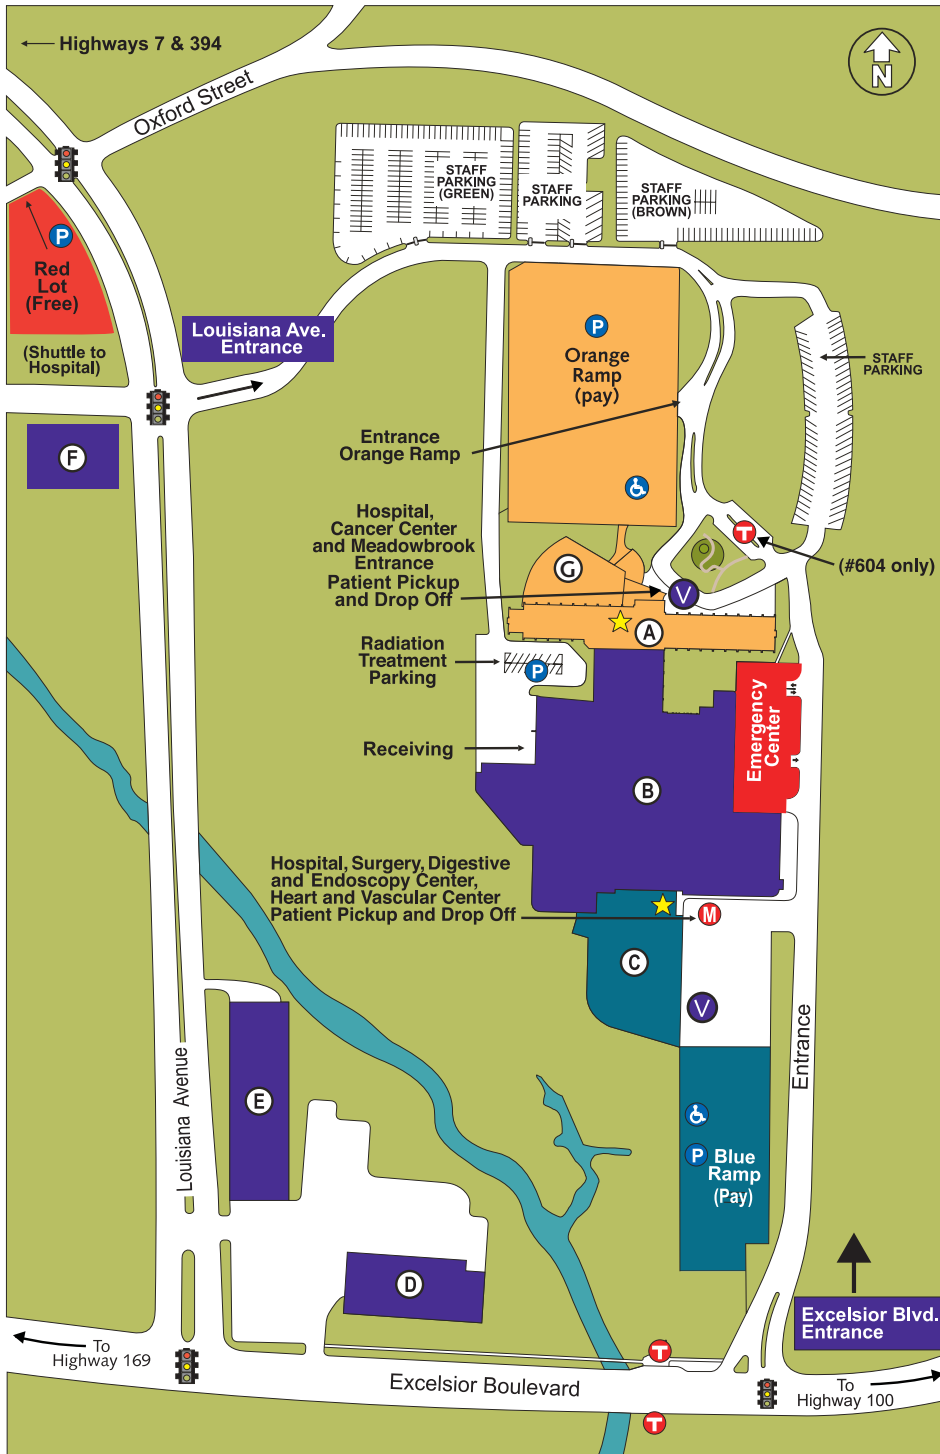 Highways 7 & 394
N
Oxford Street
STAFF
PARKING
(GREEN)
STAFF
PARKING
STAFF
PARKING
(BROWN)
P
Red
Lot
(Free)
Louisiana Ave.
Entrance
(Shuttle to
Hospital)
P
Orange
Ramp
(pay)
STAFF
PARKING
F
Entrance
Orange Ramp
Hospital,
Cancer Center
and Meadowbrook
Entrance
Patient Pickup
and Drop Off
T
(#604 only)
G
V
A
Radiation
Treatment
Parking
P
Emergency
Center
Receiving
B
Hospital, Surgery, Digestive
and Endoscopy Center,
Heart and Vascular Center
Patient Pickup and Drop Off
M
C
V
Entrance
Louisiana Avenue
E
P
Blue
Ramp
(Pay)
D
Excelsior Blvd.
Entrance
To
Highway 169
T
Excelsior Boulevard
To
Highway 100
T